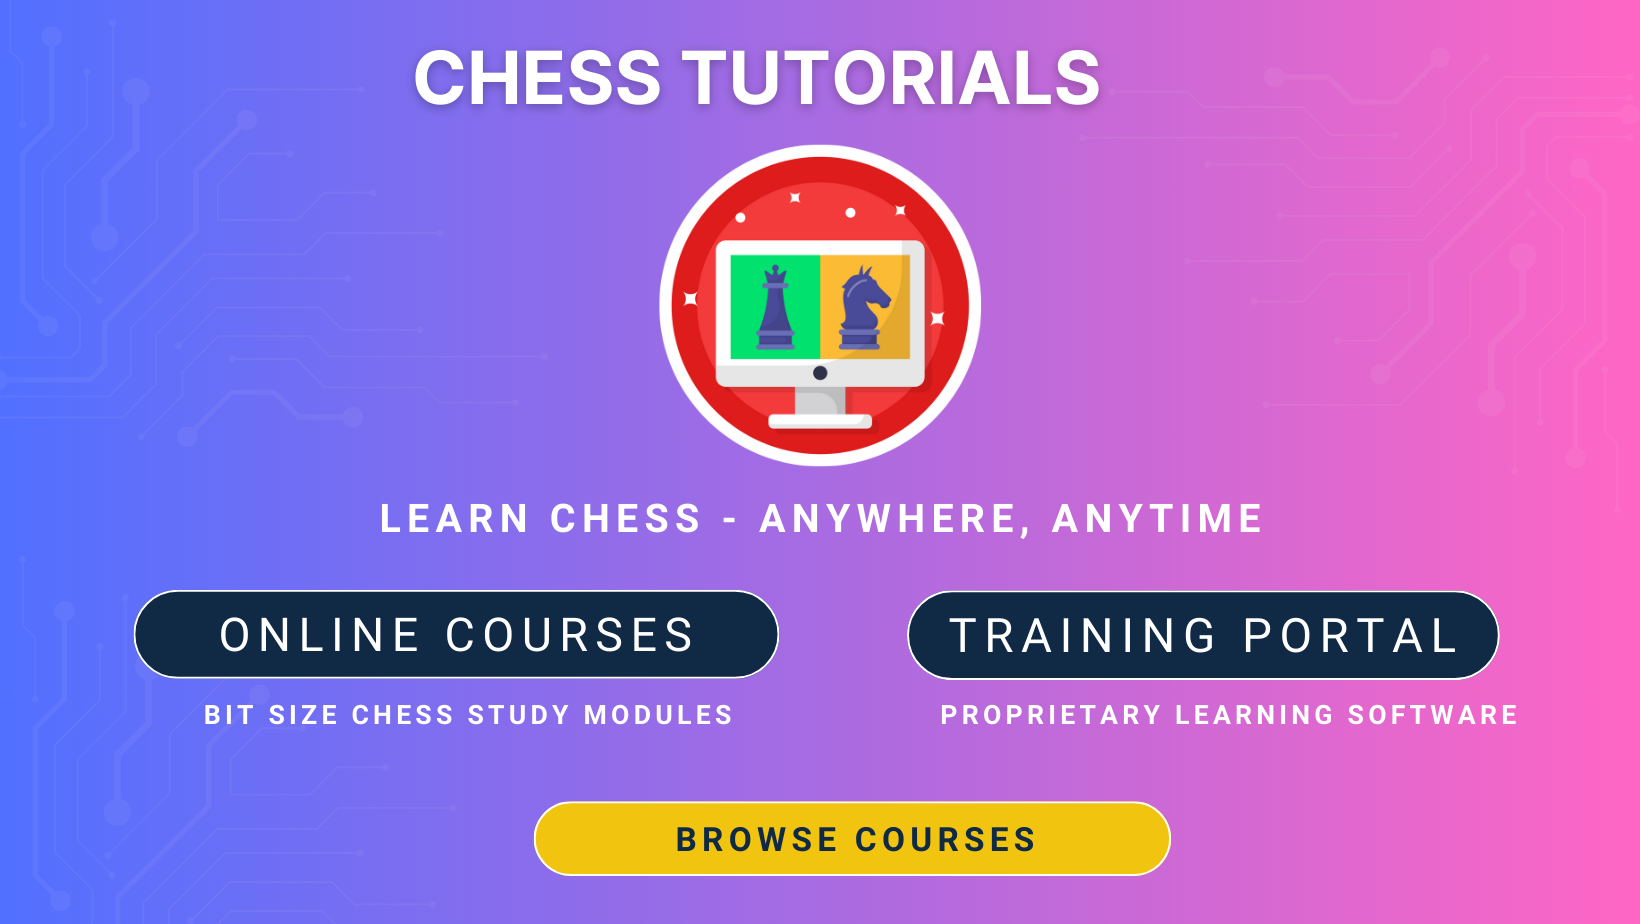 CHESS TUTORIALS
LEARN CHESS - ANYWHERE, ANYTIME
ONLINE COURSES
TRAINING PORTAL
BIT SIZE CHESS STUDY MODULES
PROPRIETARY LEARNING SOFTWARE
BROWSE COURSES